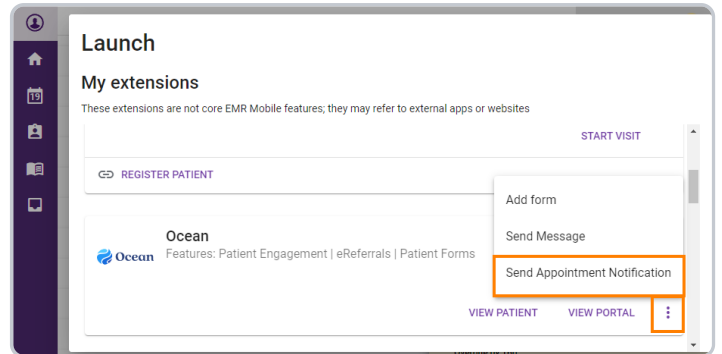 Launch
My extensions
These extensions are not core EMR Mobile features; they may refer to external apps or websites
START VISIT
REGISTER PATIENT
Add form
Send Message
Send Appointment Notification
Ocean
Ocean
Features: Patient Engagement | eReferrals | Patient Forms
VIEW PATIENT VIEW PORTAL
19